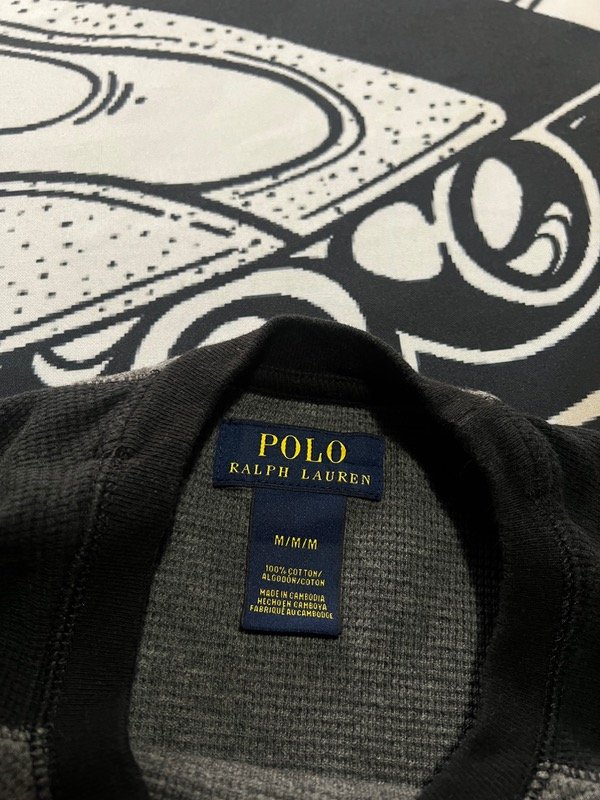 POLO
RALPH LAUREN
M/M/M
100% COTTON/
ALGODÓN/COTON
MADE IN CAMBODIA
HECHO EN CAMBOYA
FABRIQUÉ AU CAMBODGE